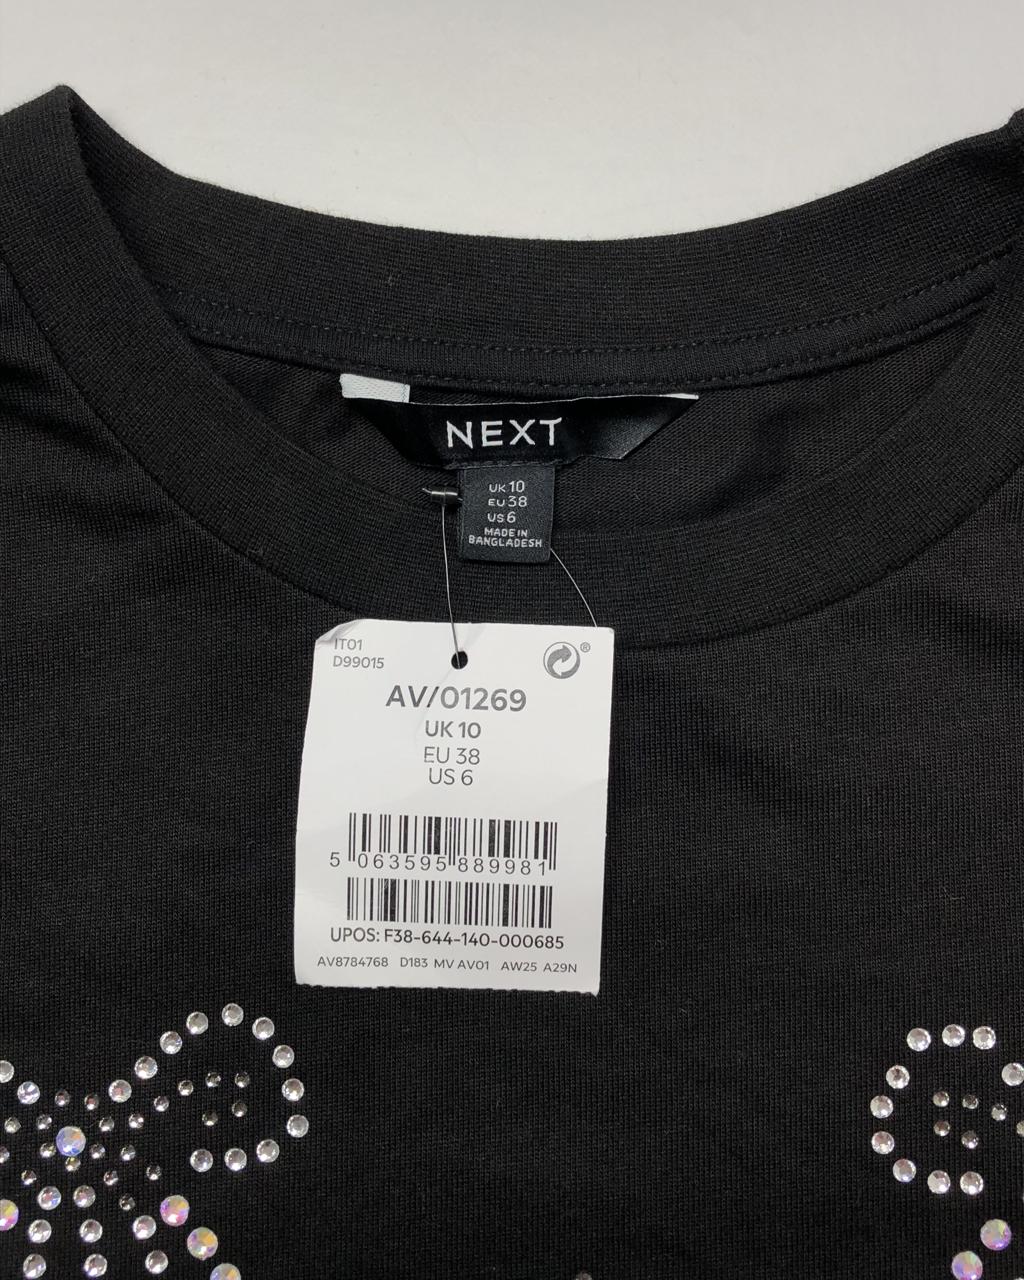 NEXT
UK 10
EU 38
US 6
MADE IN
BANGLADESH
IT01
D99015
®
AV/01269
UK 10
EU 38
US 6
5 063595 889981
UPOS: F38-644-140-000685
AV8784768 D183 MV AV01 AW25 A29N